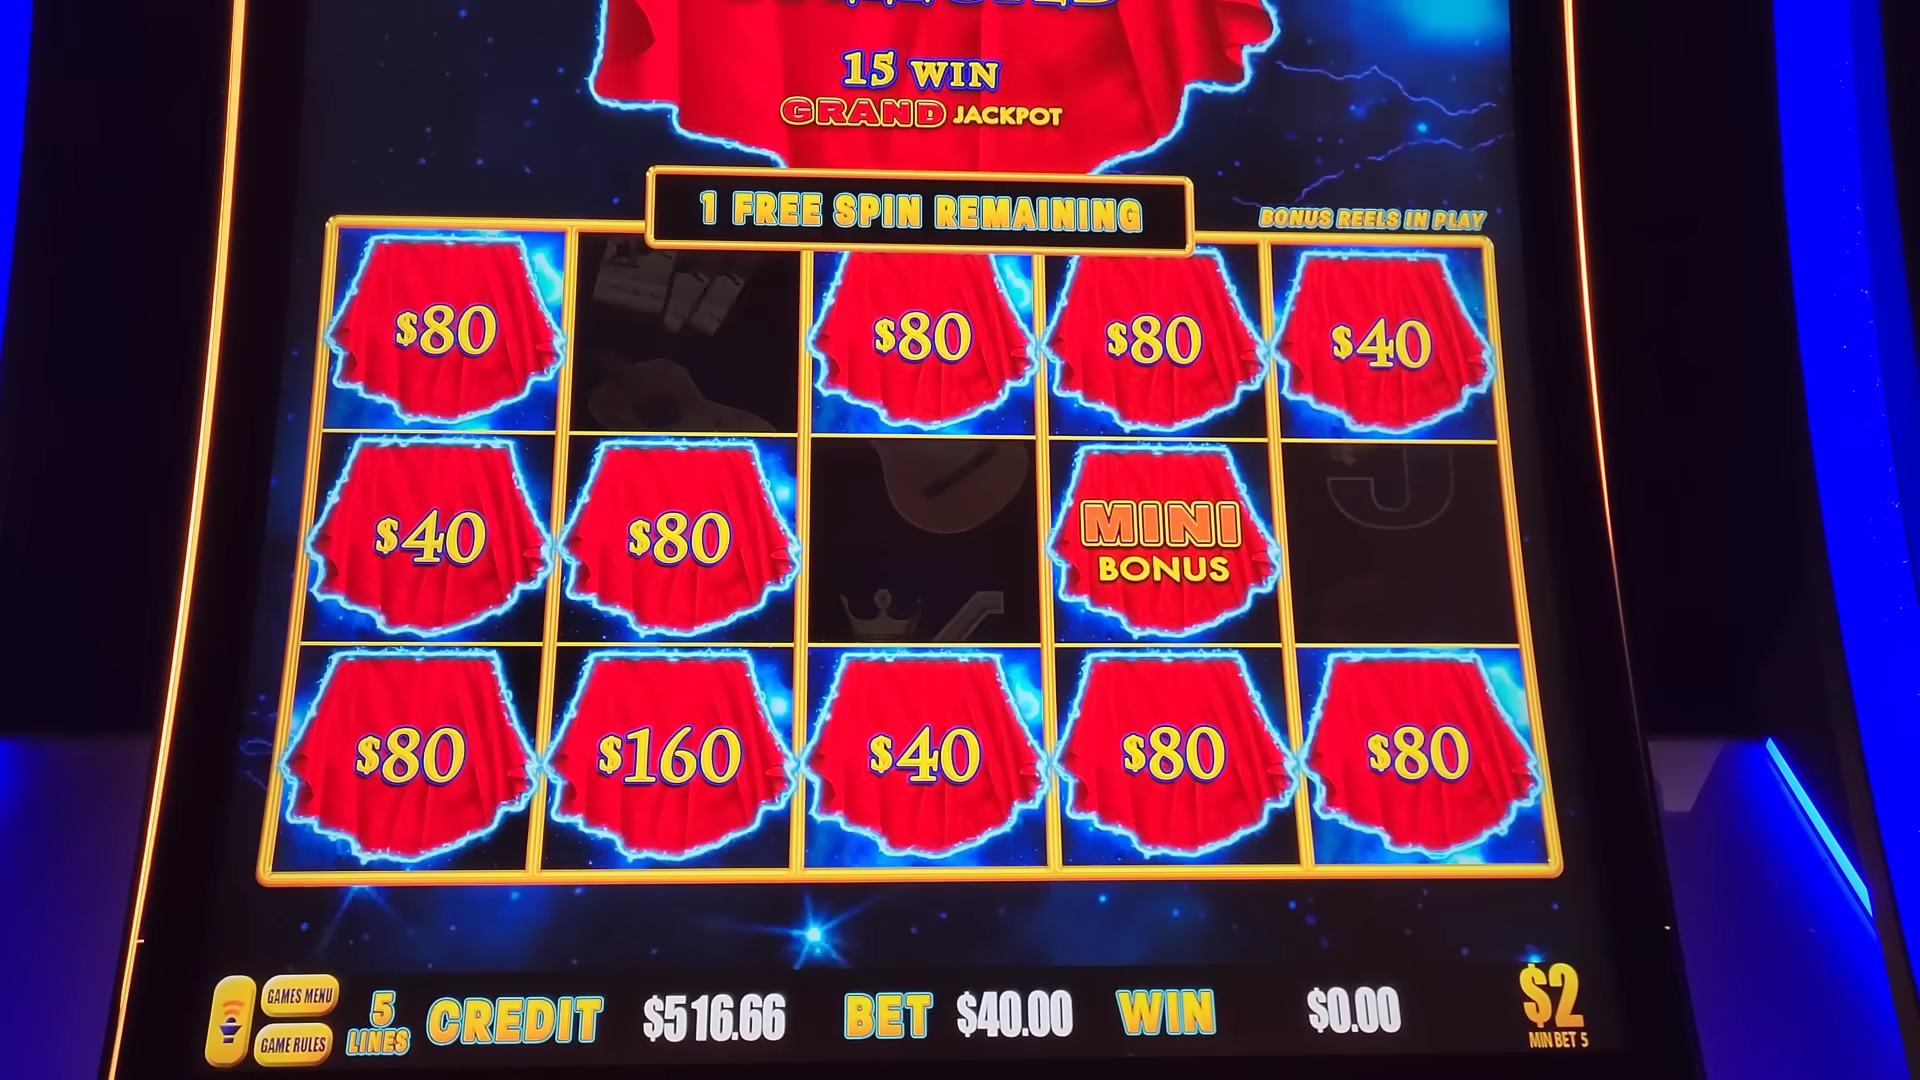 15 WIN
GRAND JACKPOT
1 FREE SPIN REMAINING
BONUS REELS IN PLAY
$80
$80
$80
$40
$40
$80
MINI
BONUS
J
$80
$160
$40
$80
$80
GAMES MENU
GAME RULES
5
LINES
CREDIT $516.66
BET $40.00
WIN $0.00
$2
MIN BET 5